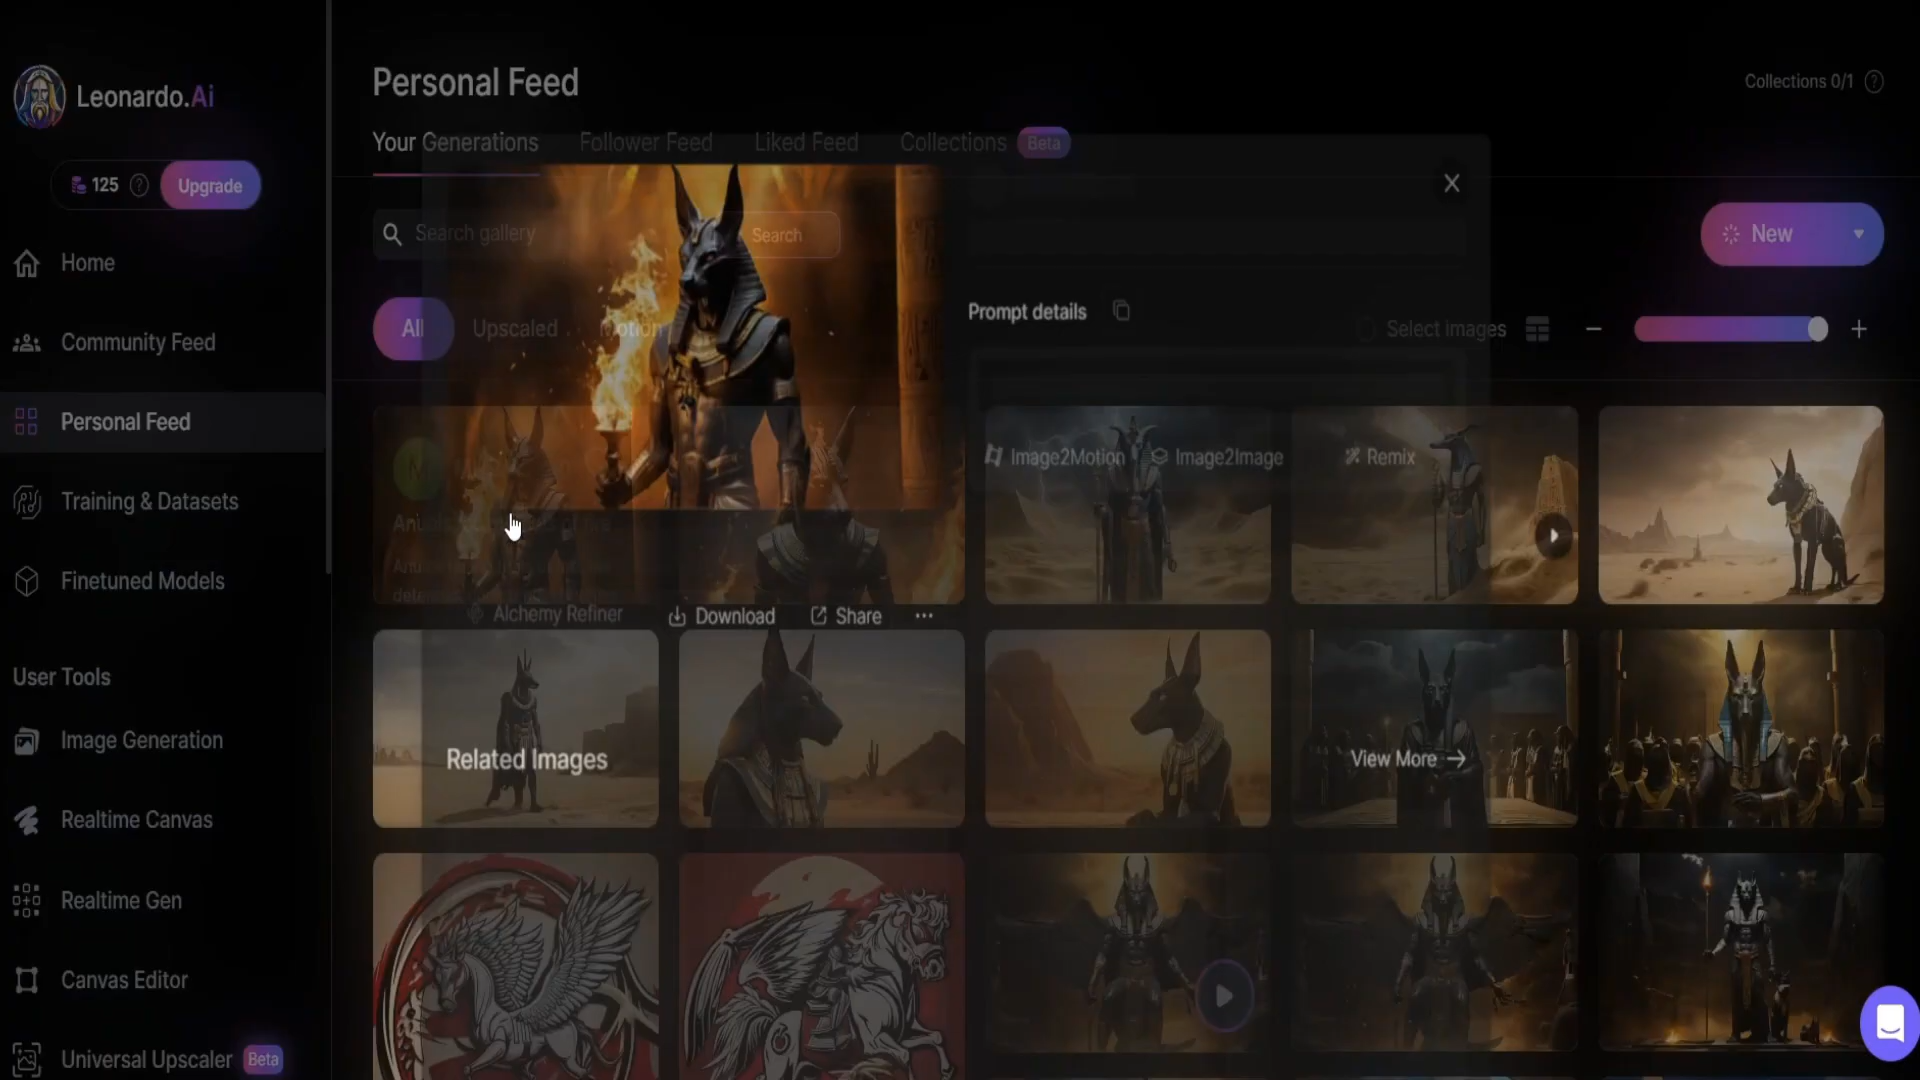 Leonardo.Ai
125
Upgrade
Home
Community Feed
Personal Feed
Training & Datasets
Finetuned Models
User Tools
Image Generation
Realtime Canvas
Realtime Gen
Canvas Editor
Universal Upscaler Beta
Personal Feed
Collections 0/1
Your Generations Follower Feed Liked Feed Collections Beta
Search gallery
Search
New
All Upscaled Motion
Select images
Prompt details
Image2Motion Image2Image Remix
Alchemy Refiner Download Share
Related Images
View More